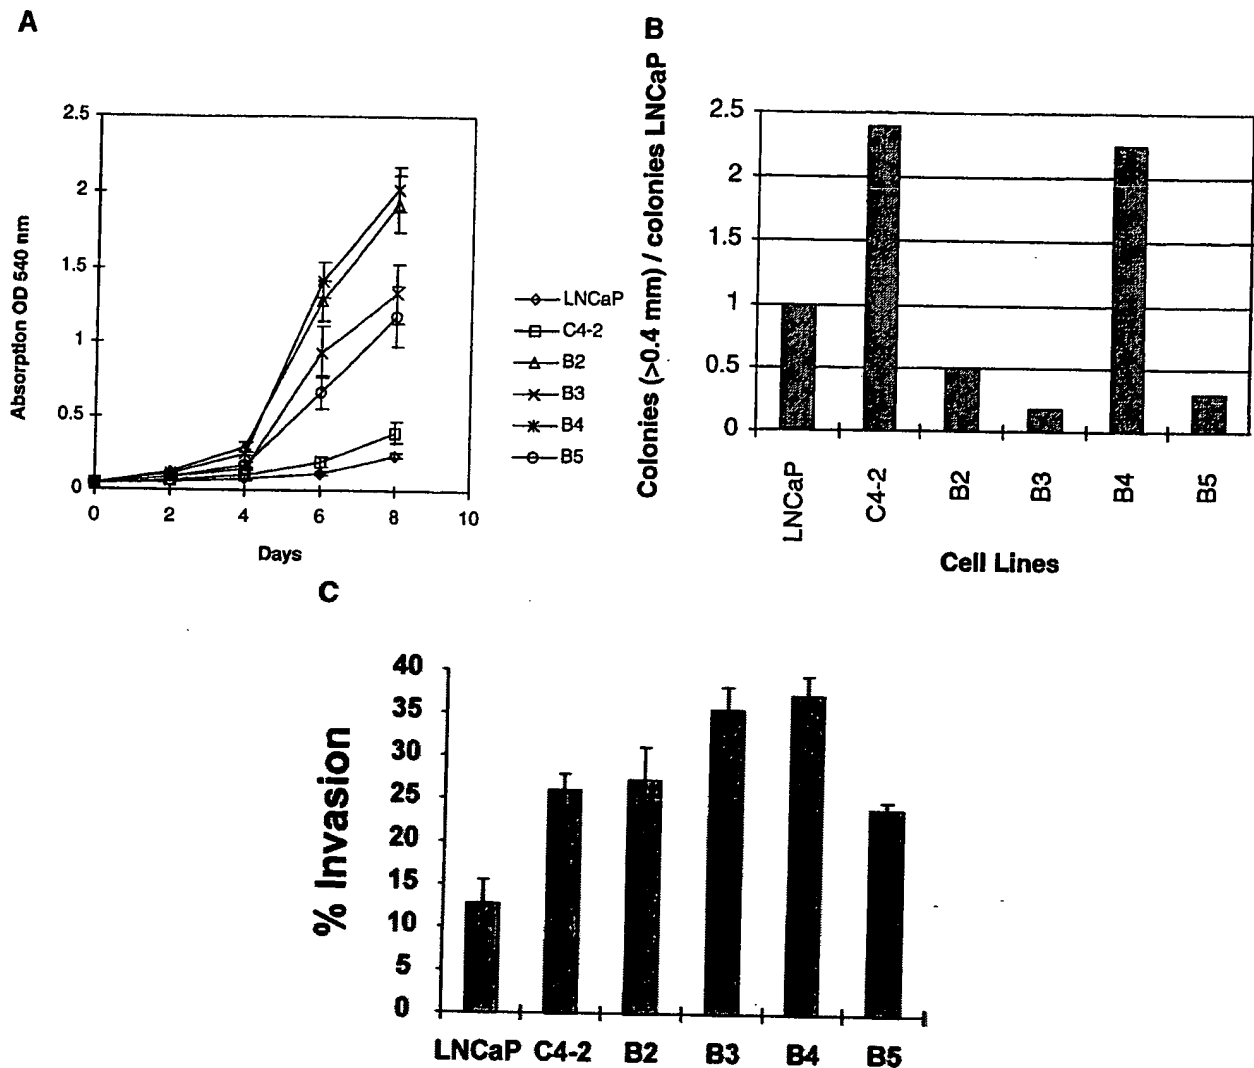 A
2.5
2
1.5
1
0.5
0
0 2 4 6 8 10
Absorption OD 540 nm
Days
LNCaP
C4-2
B2
B3
B4
B5
B
2.5
2
1.5
1
0.5
0
Colonies (>0.4 mm) / colonies LNCaP
LNCaP C4-2 B2 B3 B4 B5
Cell Lines
C
40
35
30
25
20
15
10
5
0
% Invasion
LNCaP C4-2 B2 B3 B4 B5